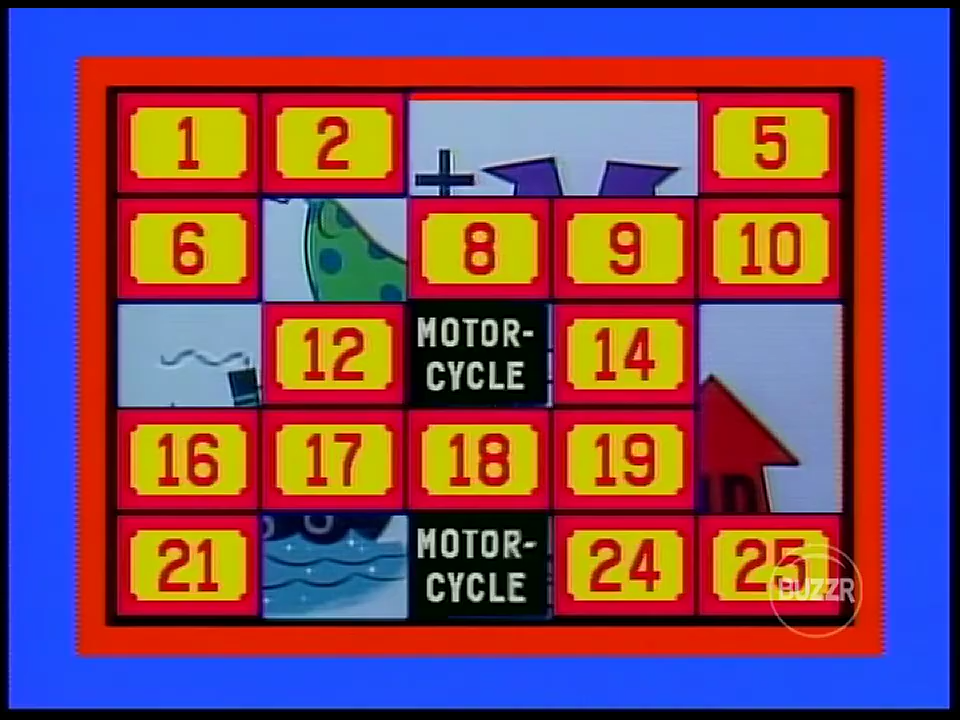 1 2 + 5
6 8 9 10
12 MOTOR-
CYCLE 14
16 17 18 19
21 MOTOR-
CYCLE 24 25
BUZZR